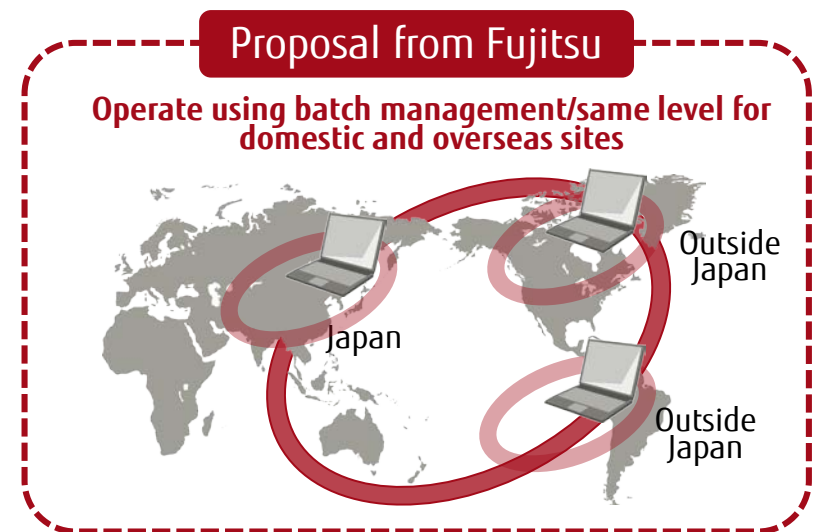 Proposal from Fujitsu
Operate using batch management/same level for
domestic and overseas sites
Outside
Japan
Japan
Outside
Japan